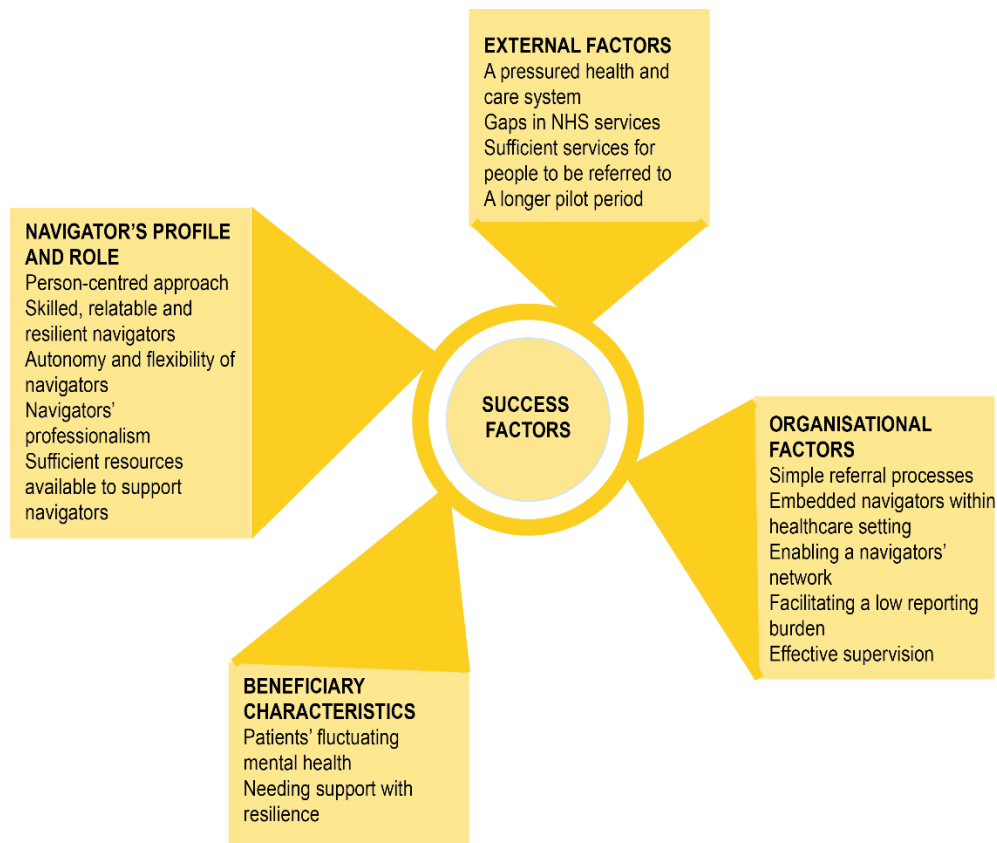 EXTERNAL FACTORS
A pressured health and
care system
Gaps in NHS services
Sufficient services for
people to be referred to
A longer pilot period
NAVIGATOR’S PROFILE
AND ROLE
Person-centred approach
Skilled, relatable and
resilient navigators
Autonomy and flexibility of
navigators
Navigators’
professionalism
Sufficient resources
available to support
navigators
SUCCESS
FACTORS
ORGANISATIONAL
FACTORS
Simple referral processes
Embedded navigators within
healthcare setting
Enabling a navigators’
network
Facilitating a low reporting
burden
Effective supervision
BENEFICIARY
CHARACTERISTICS
Patients’ fluctuating
mental health
Needing support with
resilience